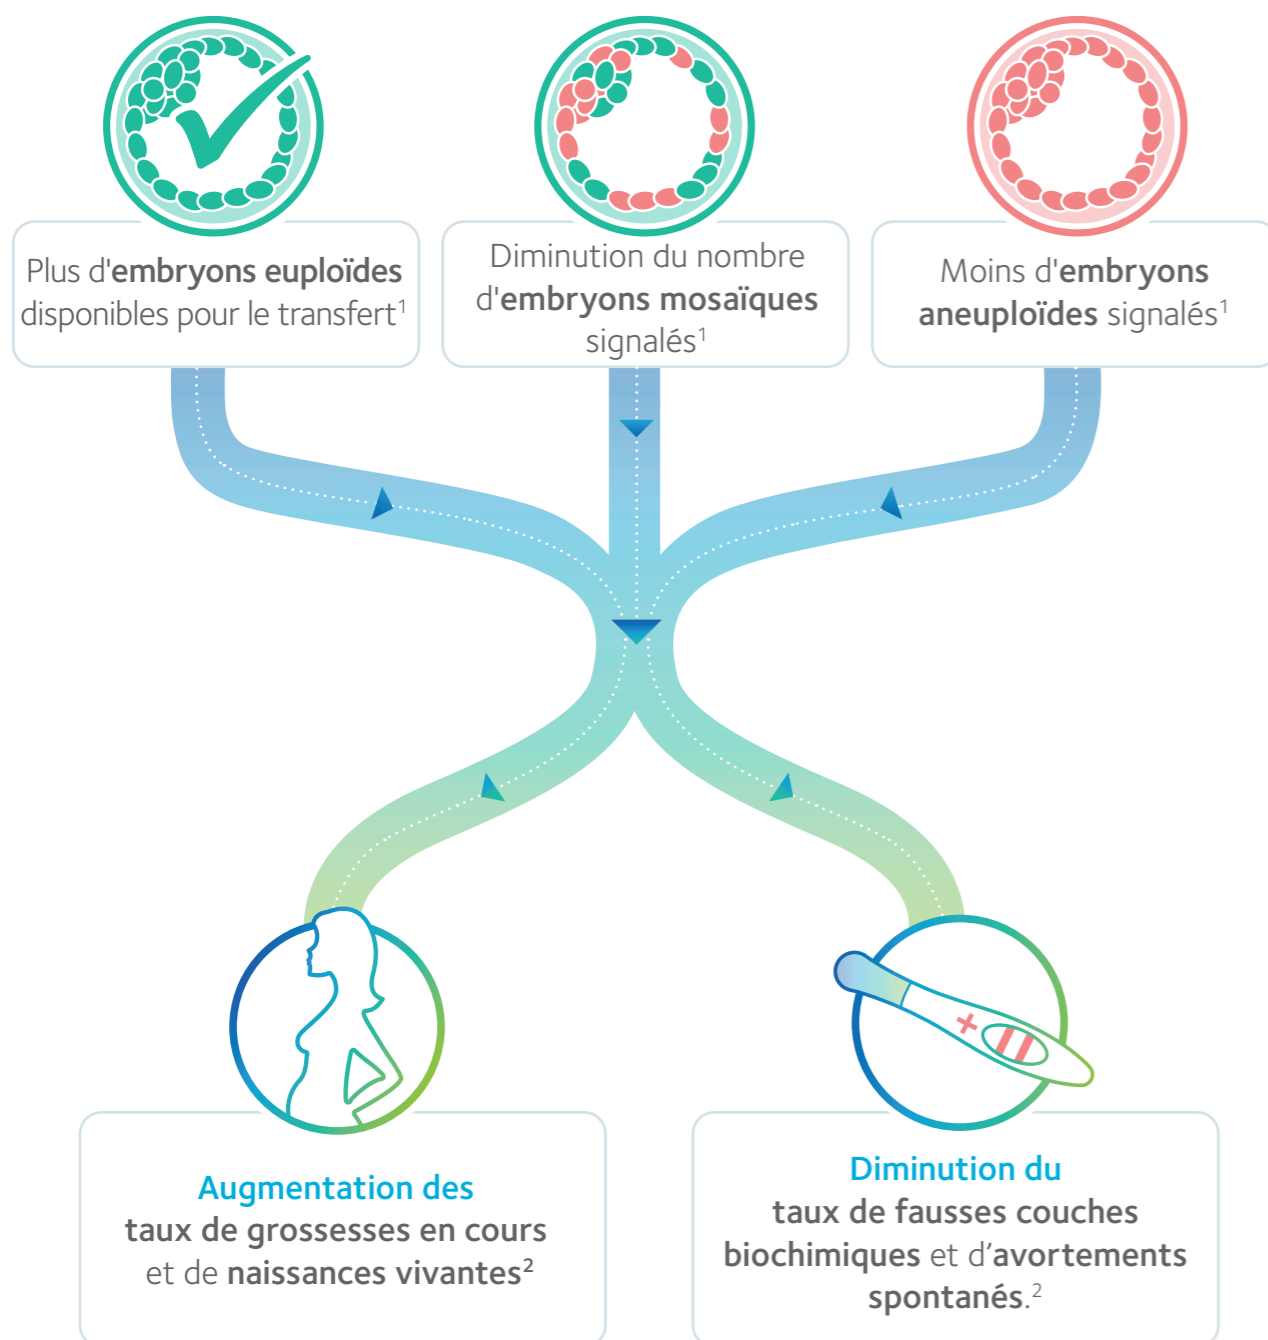 Plus d'embryons euploïdes
disponibles pour le transfert¹
Diminution du nombre
d'embryons mosaïques
signalés¹
Moins d'embryons
aneuploïdes signalés¹
Augmentation des
taux de grossesses en cours
et de naissances vivantes²
Diminution du
taux de fausses couches
biochimiques et d’avortements
spontanés.²